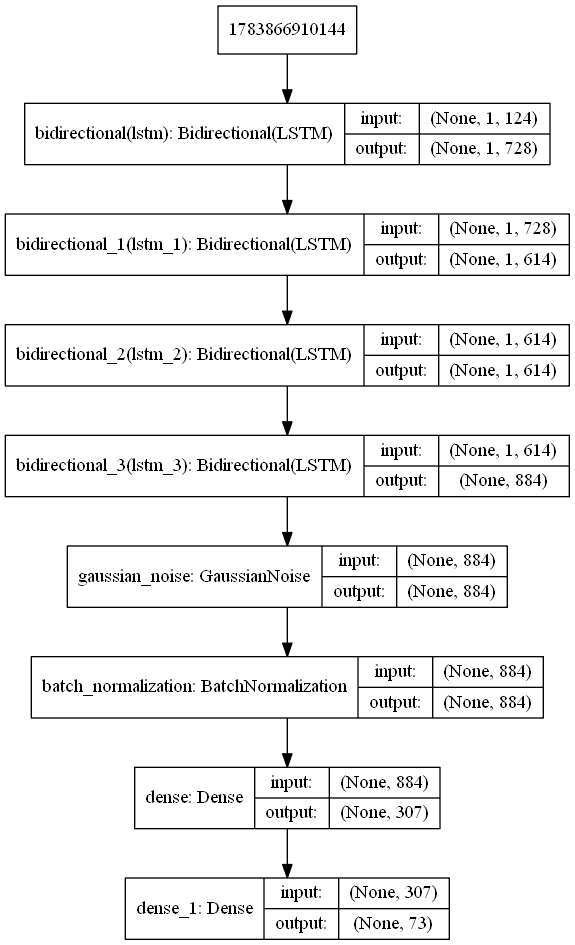 1783866910144
bidirectional(lstm): Bidirectional(LSTM)
input: (None, 1, 124)
output: (None, 1, 728)
bidirectional_1(lstm_1): Bidirectional(LSTM)
input: (None, 1, 728)
output: (None, 1, 614)
bidirectional_2(lstm_2): Bidirectional(LSTM)
input: (None, 1, 614)
output: (None, 1, 614)
bidirectional_3(lstm_3): Bidirectional(LSTM)
input: (None, 1, 614)
output: (None, 884)
gaussian_noise: GaussianNoise
input: (None, 884)
output: (None, 884)
batch_normalization: BatchNormalization
input: (None, 884)
output: (None, 884)
dense: Dense
input: (None, 884)
output: (None, 307)
dense_1: Dense
input: (None, 307)
output: (None, 73)